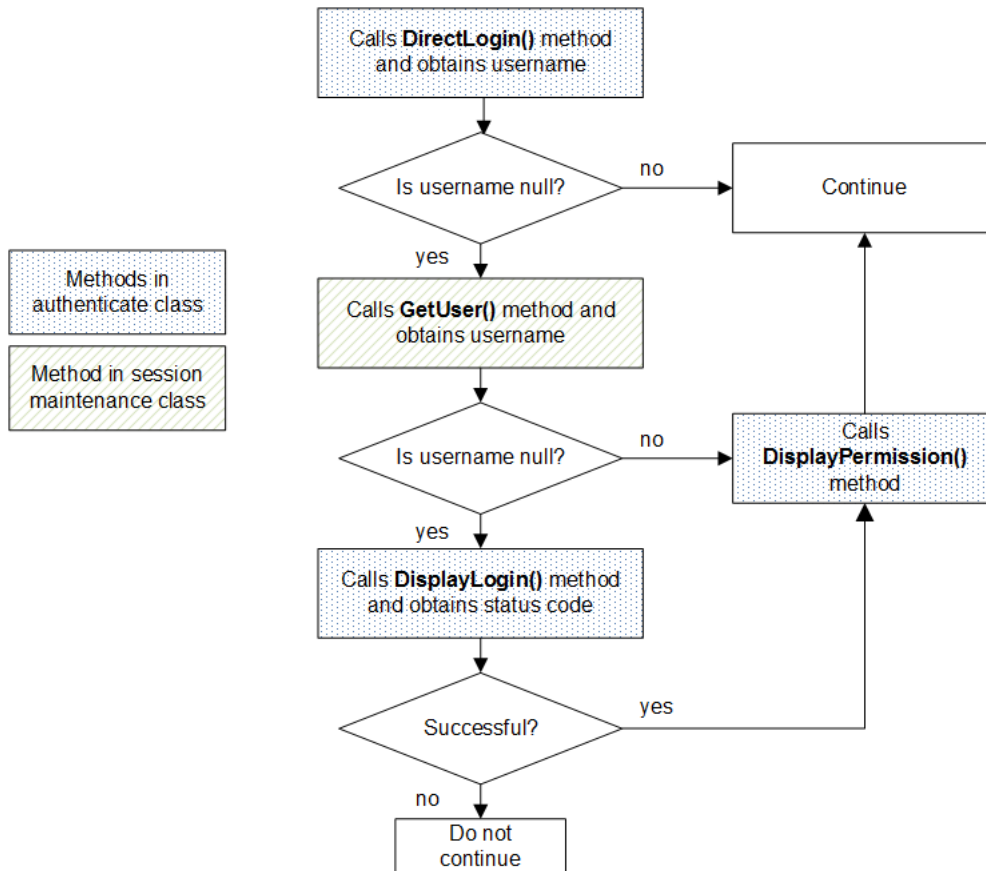 Calls DirectLogin() method
and obtains username
Is username null?
no
Continue
yes
Methods in
authenticate class
Calls GetUser() method and
obtains username
Method in session
maintenance class
Is username null?
no
Calls
DisplayPermission()
method
yes
Calls DisplayLogin() method
and obtains status code
Successful?
yes
no
Do not
continue